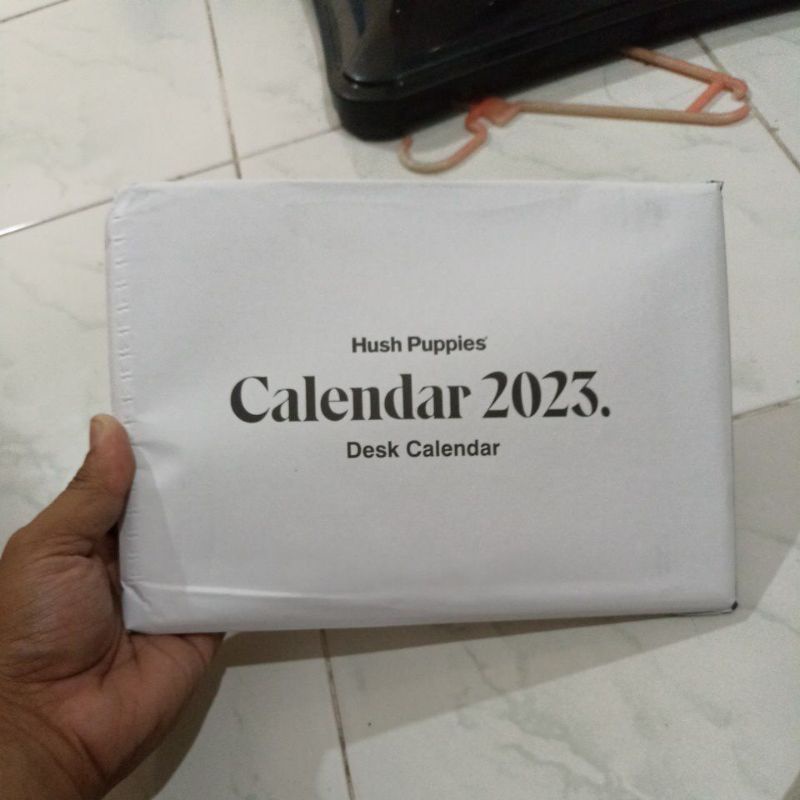 Hush Puppies
Calendar 2023.
Desk Calendar